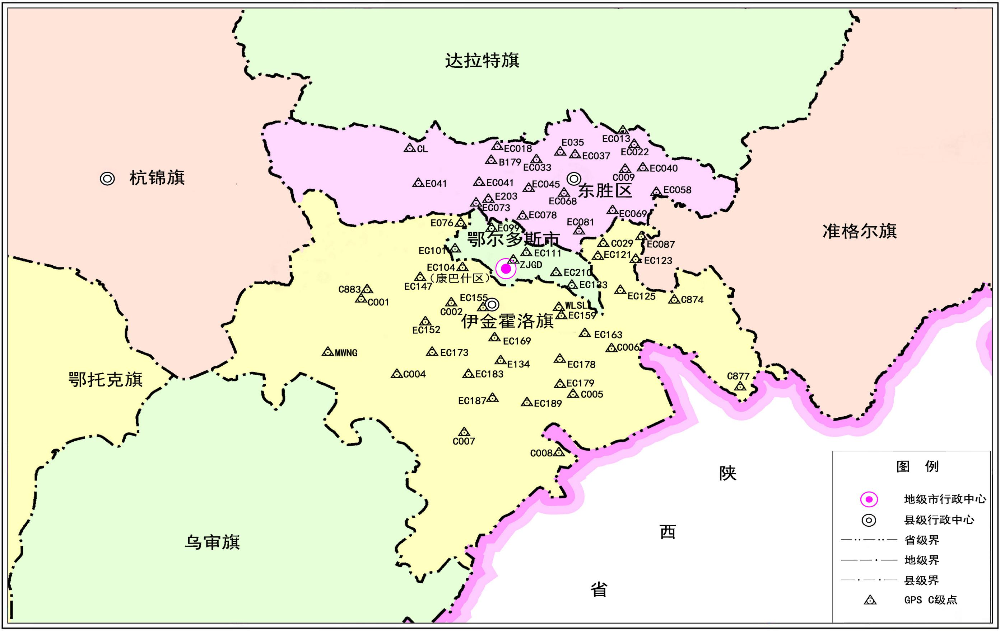 达拉特旗
EC013
E035
EC018
CL
EC022
EC037
B179
EC033
EC040
C009
杭锦旗
EC041
E041
EC045
东胜区
EC058
E203
EC068
EC073
EC069
EC078
E076
EC081
E099
准格尔旗
鄂尔多斯市
C029
EC087
EC101
EC111
EC121
EC123
ZJGD
EC104
EC210
(康巴什区)
EC147
EC133
C883
EC125
EC155
C874
C001
WLSL
C002
EC159
伊金霍洛旗
EC152
EC163
EC169
C006
MWNG
EC173
E134
EC178
C004
EC183
C877
鄂托克旗
EC179
C005
EC187
EC189
C007
C008
陕
西
省
乌审旗
图 例
地级市行政中心
县级行政中心
省级界
地级界
县级界
GPS C级点